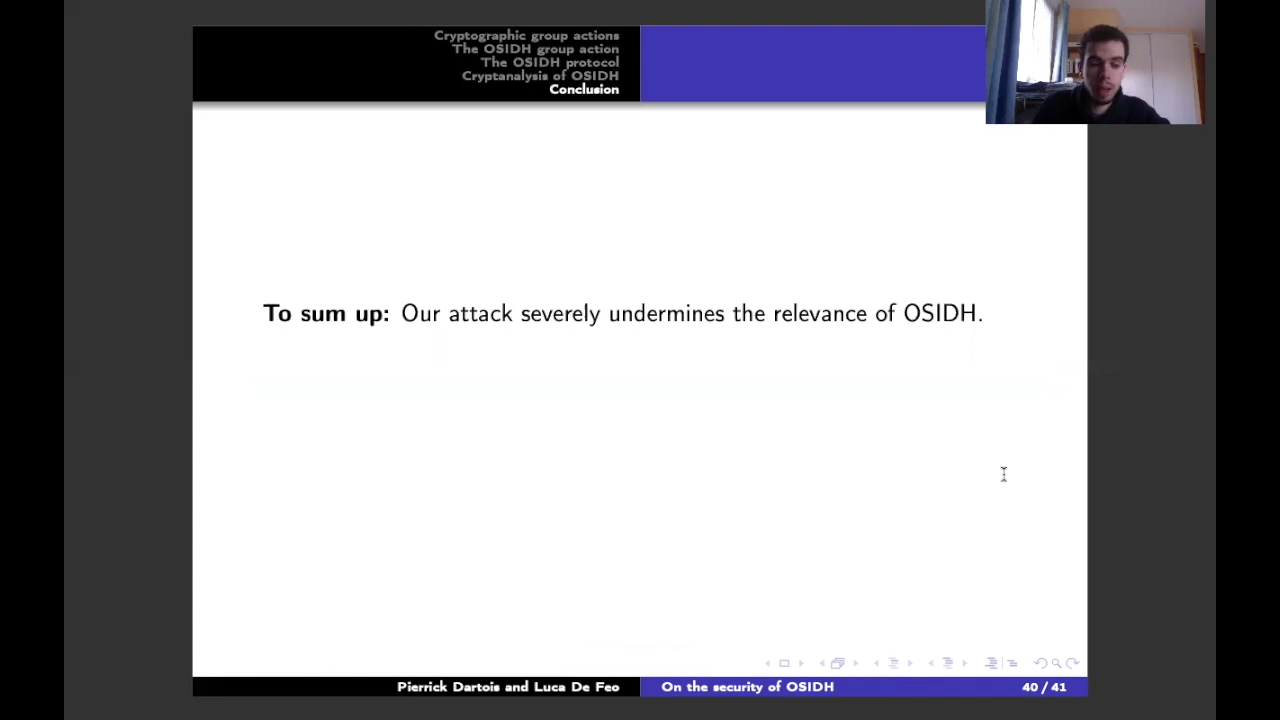 Cryptographic group actions
The OSIDH group action
The OSIDH protocol
Cryptanalysis of OSIDH
Conclusion
To sum up: Our attack severely undermines the relevance of OSIDH.
Pierrick Dartois and Luca De Feo
On the security of OSIDH
40 / 41